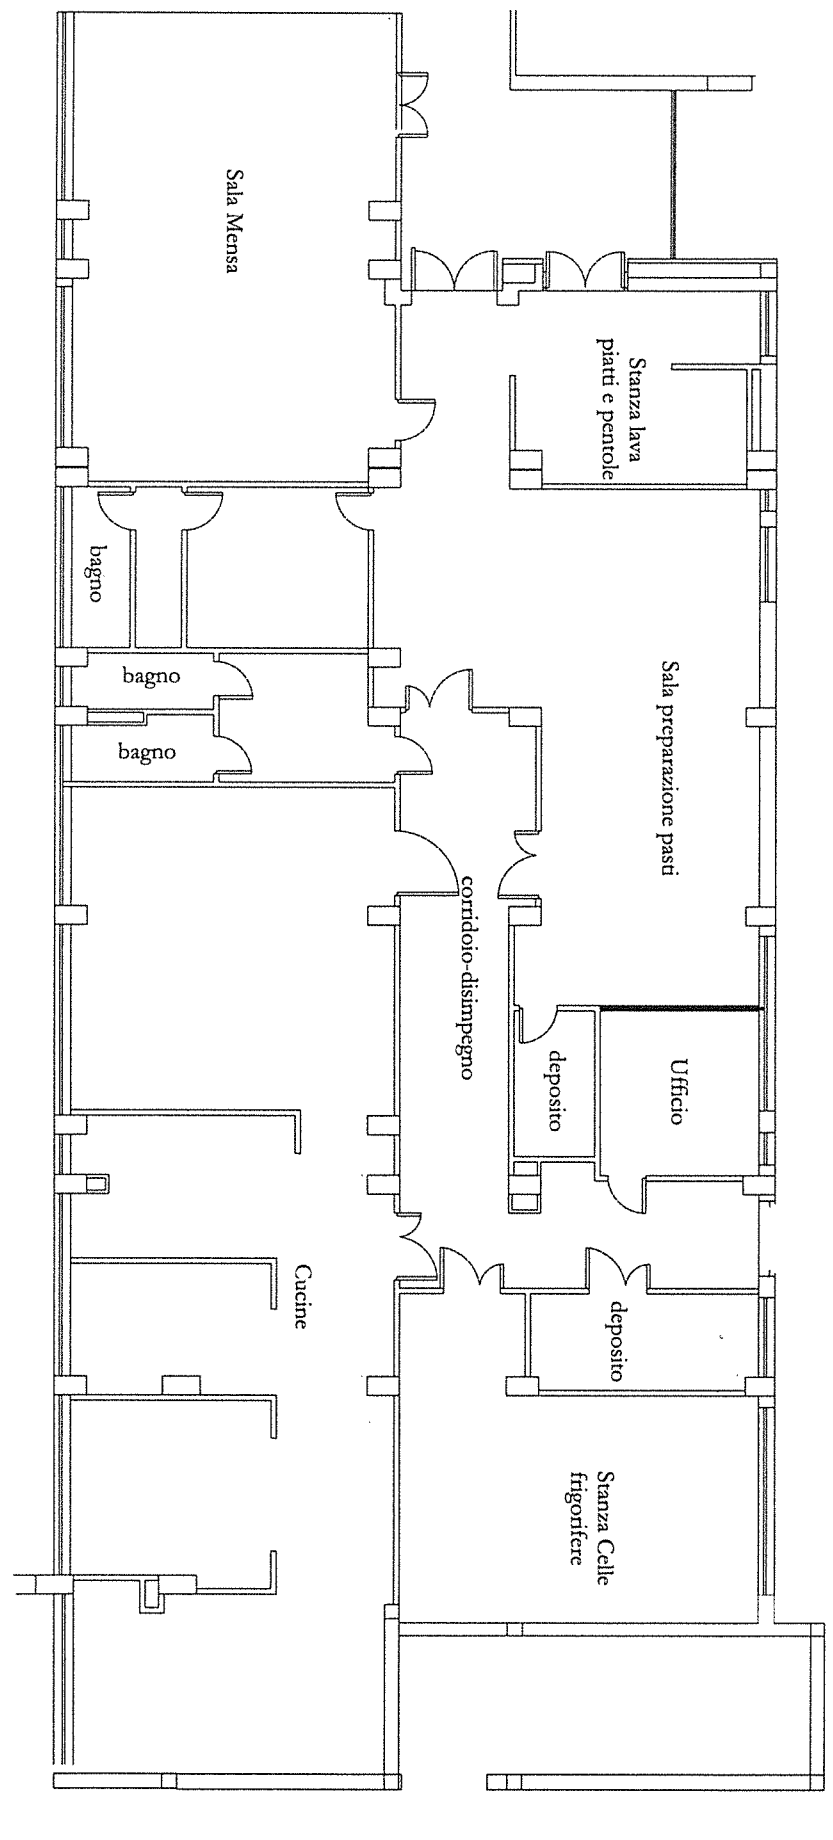 Sala Mensa
Stanza lava
piatti e pentole
bagno
bagno
bagno
Sala preparazione pasti
corridoio-disimpegno
deposito
Ufficio
Cucine
deposito
Stanza Celle
frigorifere